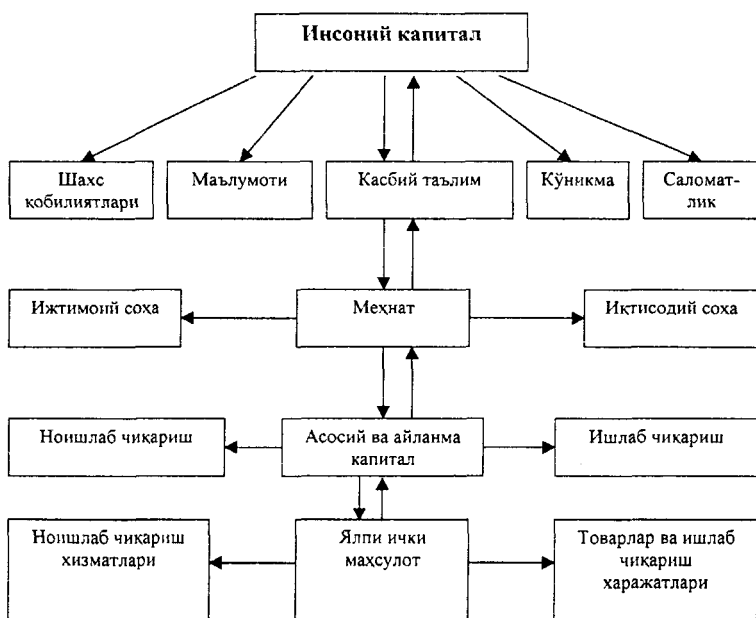 Инсоний капитал
Шахс
қобилиятлари
Маълумоти
Касбий таълим
Кўникма
Саломат-
лик
Ижтимоий соҳа
Меҳнат
Иқтисодий соҳа
Ноишлаб чиқариш
Асосий ва айланма
капитал
Ишлаб чиқариш
Ноишлаб чиқариш
хизматлари
Ялпи ички
маҳсулот
Товарлар ва ишлаб
чиқариш
харажатлари